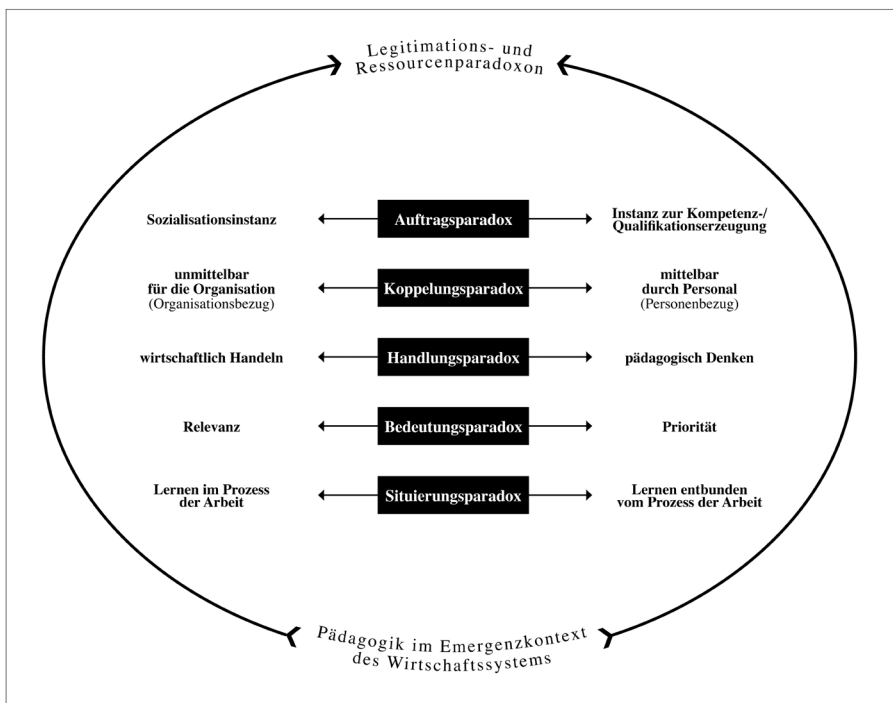 Legitimations- und
Ressourcenparadoxon
Sozialisationsinstanz
Auftragsparadox
Instanz zur Kompetenz-/
Qualifikationserzeugung
unmittelbar
für die Organisation
(Organisationsbezug)
Koppelungsparadox
mittelbar
durch Personal
(Personenbezug)
wirtschaftlich Handeln
Handlungsparadox
pädagogisch Denken
Relevanz
Bedeutungsparadox
Priorität
Lernen im Prozess
der Arbeit
Situierungsparadox
Lernen entbunden
vom Prozess der Arbeit
Pädagogik im Emergenzkontext
des Wirtschaftssystems